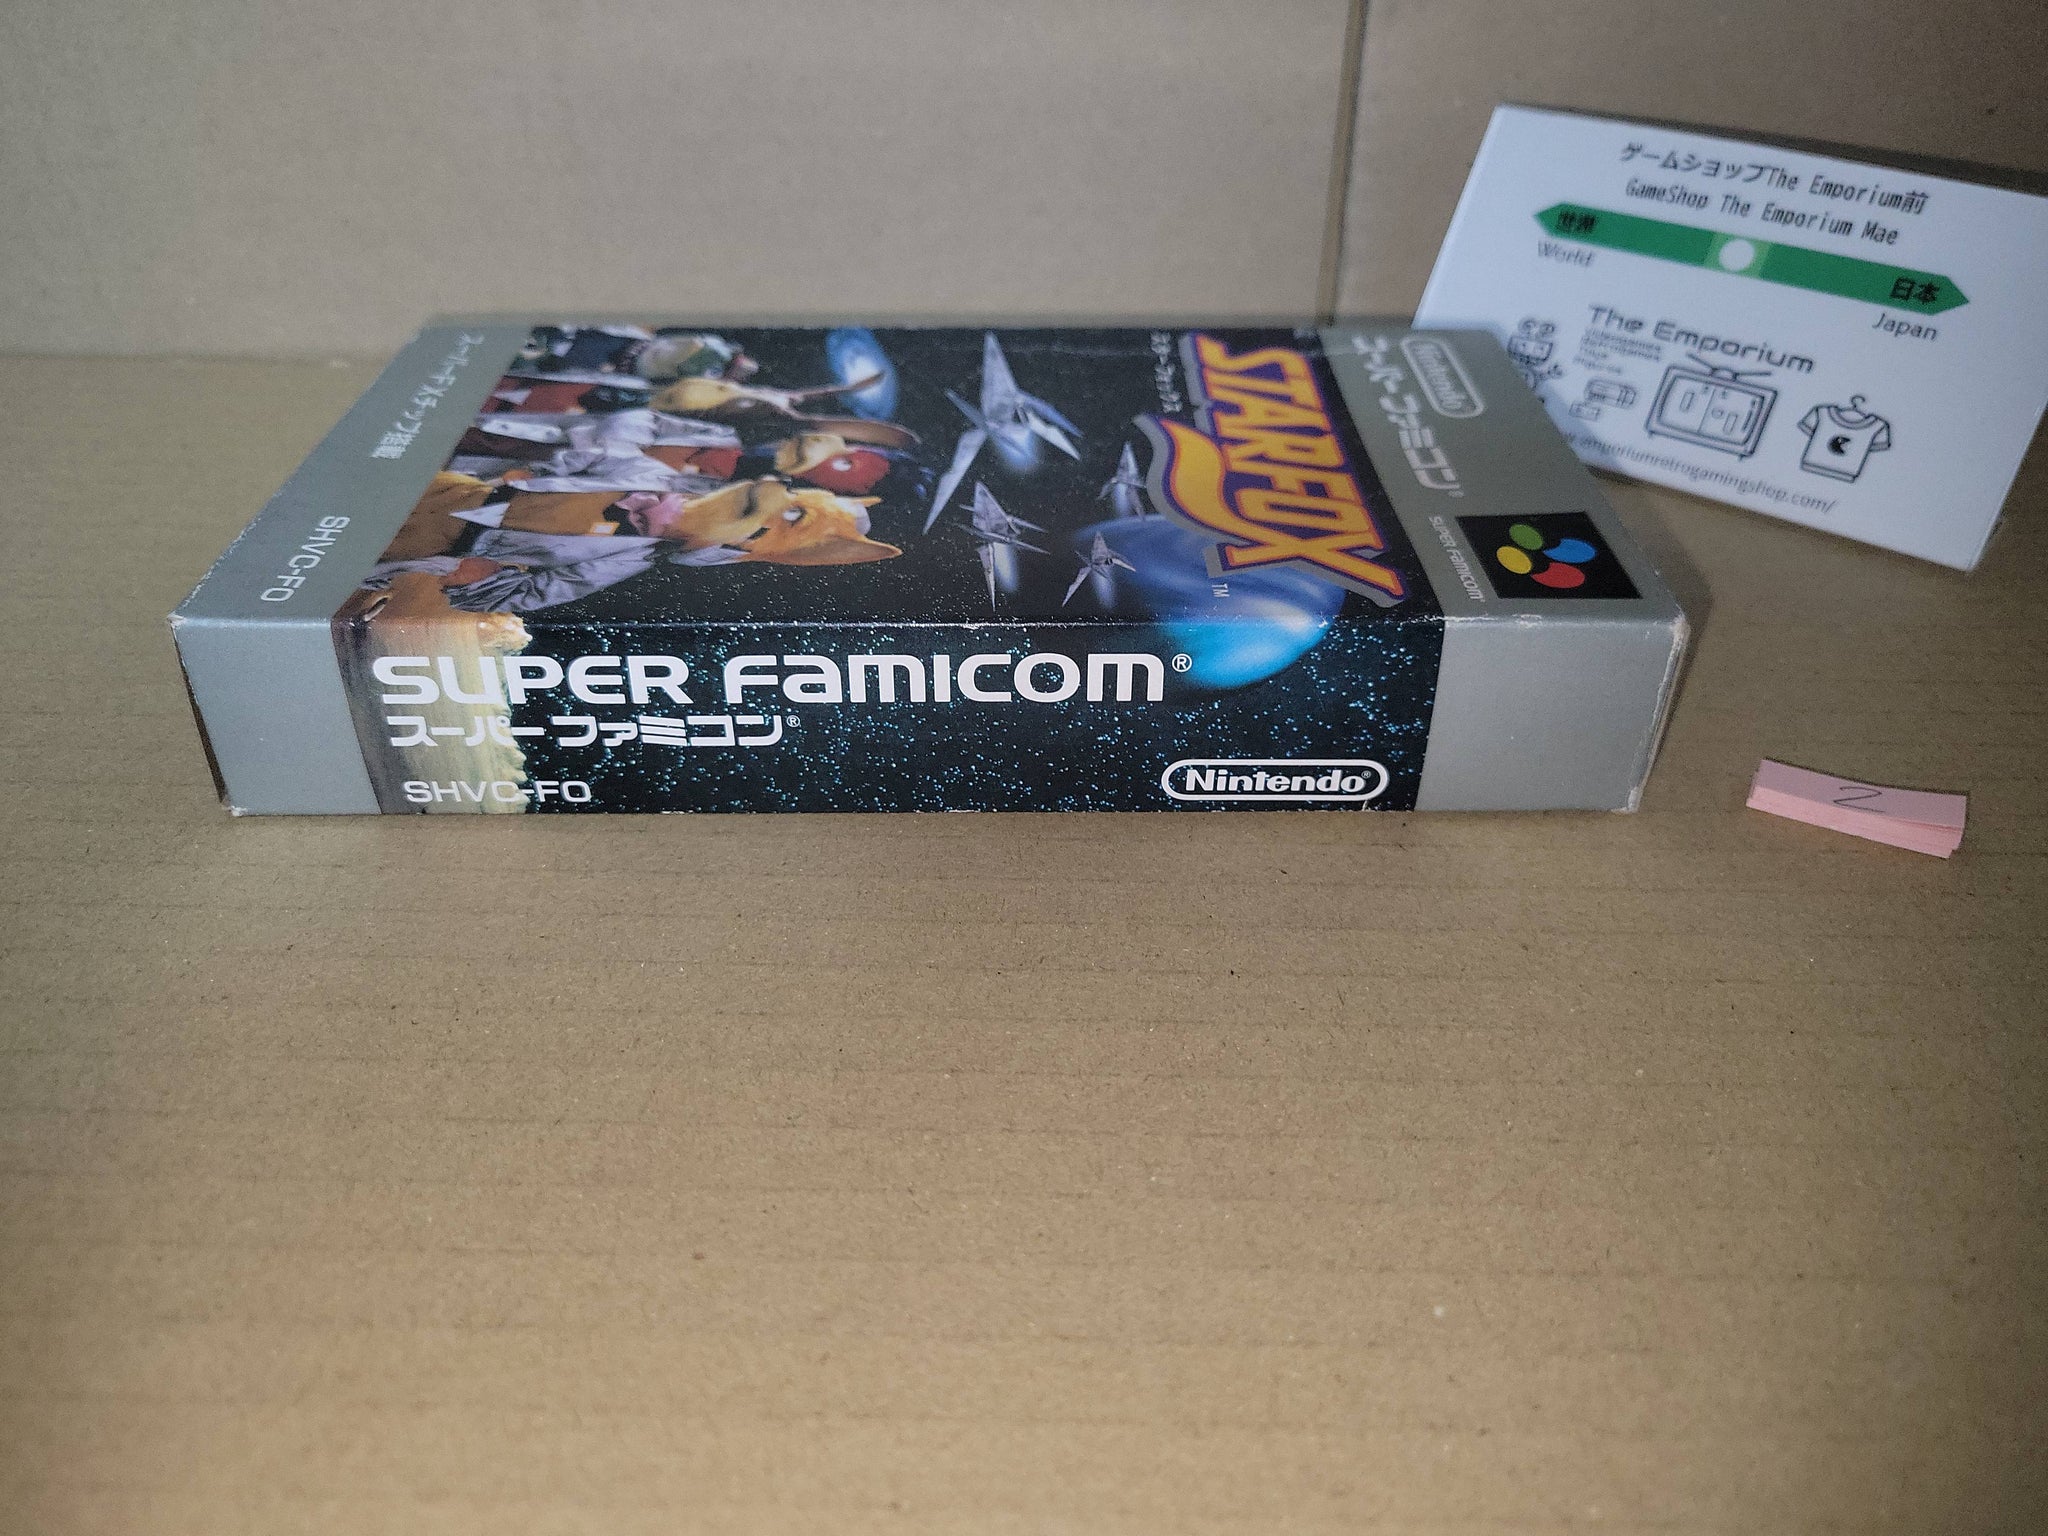 ゲームショップThe Emporium前
GameShop The Emporium Mae
世界
World
日本
Japan
The Emporium
emporiumretrogamingshop.com/
Nintendo
スーパーファミコン
SUPER FAMICOM
STARFOX
TM
スターフォックス
スーパーFXチップ搭載
SHVC-FO
SUPER FAMICOM®
スーパーファミコン®
SHVC-FO
Nintendo®
2